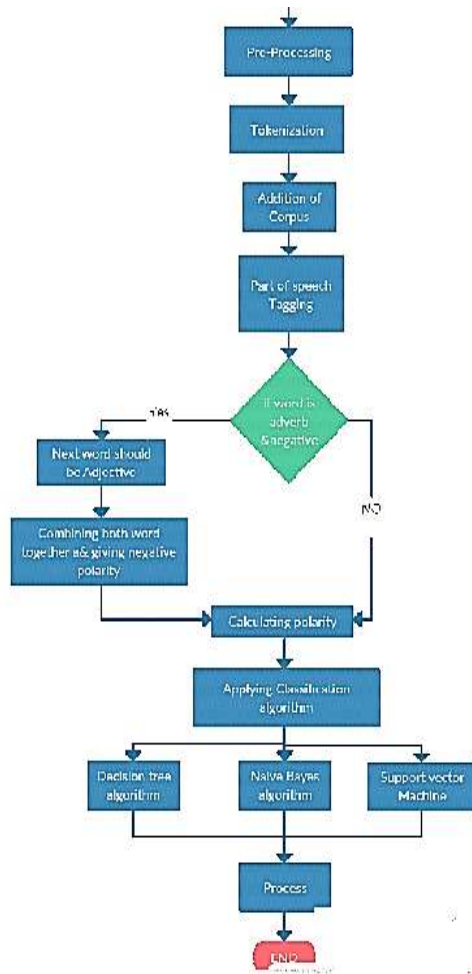 Pre-Processing
Tokenization
Addition of
Corpus
Part of speech
Tagging
If word is
adverb
&negative
Yes
Next word should
be Adjective
NO
Combining both word
together a& giving negative
polarity
Calculating polarity
Applying Classification
algorithm
Decision tree
algorithm
Naive Bayes
algorithm
Support vector
Machine
Process
END